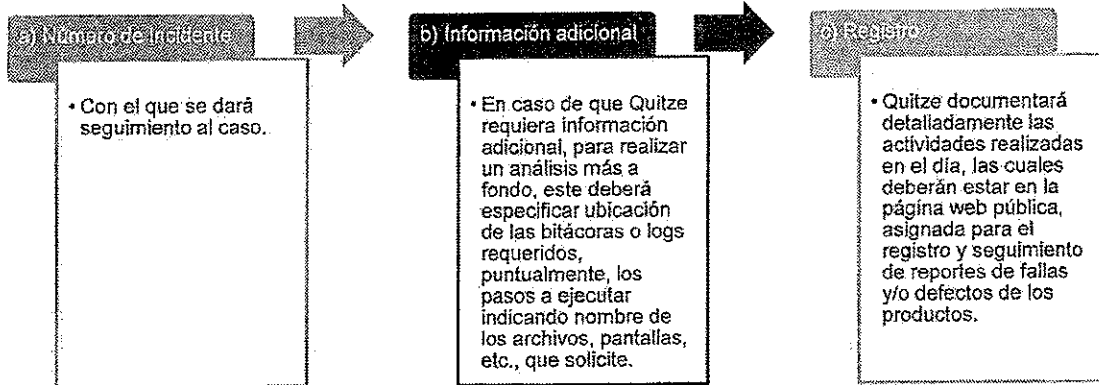 a) Número de Incidente
• Con el que se dará
seguimiento al caso.
b) Información adicional
• En caso de que Quitze
requiera información
adicional, para realizar
un análisis más a
fondo, este deberá
especificar ubicación
de las bitácoras o logs
requeridos,
puntualmente, los
pasos a ejecutar
indicando nombre de
los archivos, pantallas,
etc., que solicite.
c) Registro
• Quitze documentará
detalladamente las
actividades realizadas
en el día, las cuales
deberán estar en la
página web pública,
asignada para el
registro y seguimiento
de reportes de fallas
y/o defectos de los
productos.